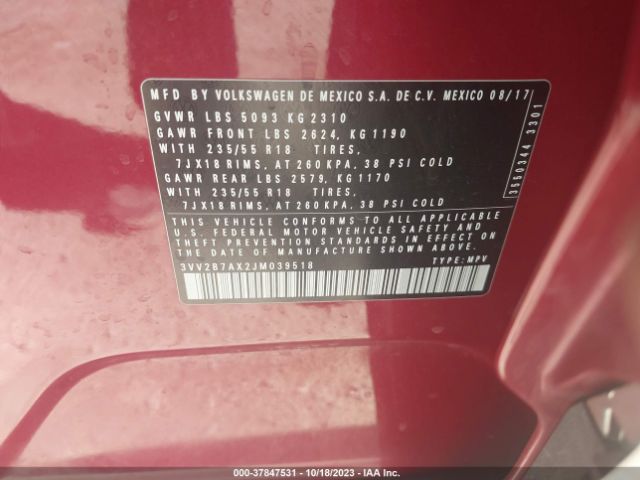 MFD BY VOLKSWAGEN DE MEXICO S.A. DE C.V. MEXICO 08/17
GVWR LBS 5093 KG 2310
GAWR FRONT LBS 2624, KG 1190
WITH 235/55 R18 TIRES,
7JX18 RIMS, AT 260 KPA, 38 PSI COLD
GAWR REAR LBS 2579, KG 1170
WITH 235/55 R18 TIRES,
7JX18 RIMS, AT 260 KPA, 38 PSI COLD
THIS VEHICLE CONFORMS TO ALL APPLICABLE
U.S. FEDERAL MOTOR VEHICLE SAFETY AND
THEFT PREVENTION STANDARDS IN EFFECT ON
THE DATE OF MANUFACTURE SHOWN ABOVE.
3VV2B7AX2JM039518 TYPE: MPV
3550344 3301
000-37847531 - 10/18/2023 - IAA Inc.